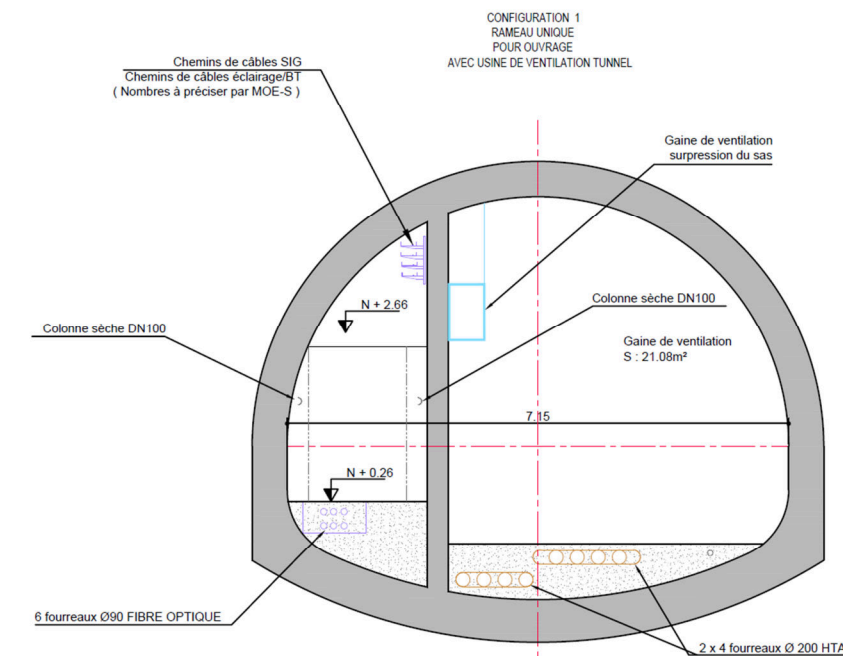 CONFIGURATION 1
RAMEAU UNIQUE
POUR OUVRAGE
AVEC USINE DE VENTILATION TUNNEL
Chemins de câbles SIG
Chemins de câbles éclairage/BT
( Nombres à préciser par MOE-S )
Gaine de ventilation
surpression du sas
N + 2.66
Colonne sèche DN100
Colonne sèche DN100
Gaine de ventilation
S : 21.08m²
7.15
N + 0.26
6 fourreaux Ø90 FIBRE OPTIQUE
2 x 4 fourreaux Ø 200 HTA